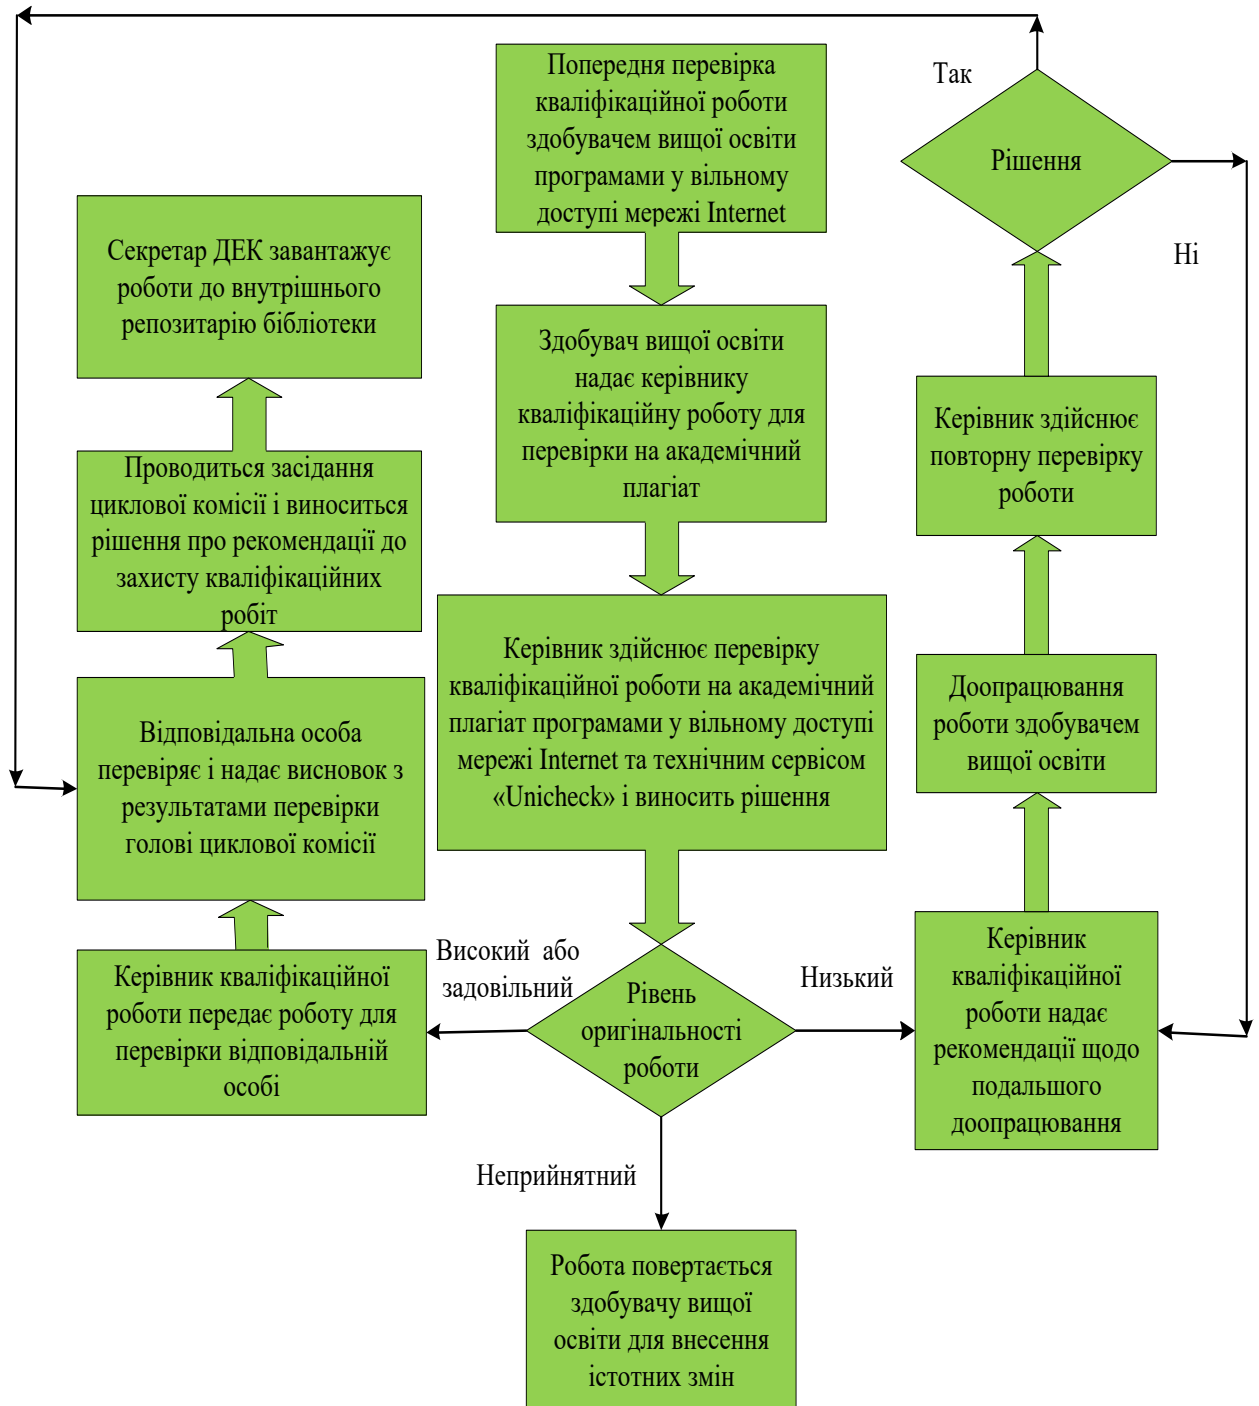 Попередня перевірка
кваліфікаційної роботи
здобувачем вищої освіти
програмами у вільному
доступі мережі Internet
Здобувач вищої освіти
надає керівнику
кваліфікаційну роботу для
перевірки на академічний
плагіат
Керівник здійснює перевірку
кваліфікаційної роботи на академічний
плагіат програмами у вільному доступі
мережі Internet та технічним сервісом
«Unicheck» і виносить рішення
Рівень
оригінальності
роботи
Високий або
задовільний
Керівник кваліфікаційної
роботи передає роботу для
перевірки відповідальній
особі
Відповідальна особа
перевіряє і надає висновок з
результатами перевірки
голові циклової комісії
Проводиться засідання
циклової комісії і виноситься
рішення про рекомендації до
захисту кваліфікаційних
робіт
Секретар ДЕК завантажує
роботи до внутрішнього
репозитарію бібліотеки
Низький
Керівник
кваліфікаційної
роботи надає
рекомендації щодо
подальшого
доопрацювання
Доопрацювання
роботи здобувачем
вищої освіти
Керівник здійснює
повторну перевірку
роботи
Рішення
Так
Ні
Неприйнятний
Робота повертається
здобувачу вищої
освіти для внесення
істотних змін